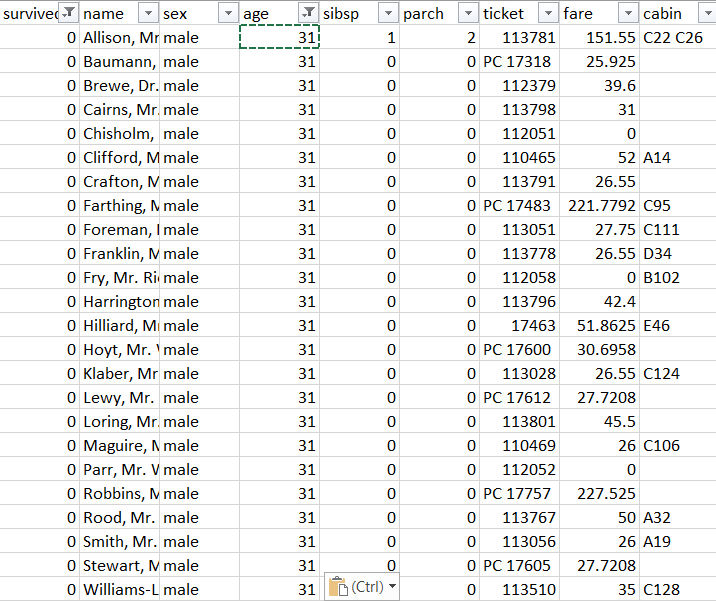 survived name sex age sibsp parch ticket fare cabin
0 Allison, Mr male 31 1 2 113781 151.55 C22 C26
0 Baumann, male 31 0 0 PC 17318 25.925
0 Brewe, Dr. male 31 0 0 112379 39.6
0 Cairns, Mr. male 31 0 0 113798 31
0 Chisholm, male 31 0 0 112051 0
0 Clifford, M male 31 0 0 110465 52 A14
0 Crafton, M male 31 0 0 113791 26.55
0 Farthing, M male 31 0 0 PC 17483 221.7792 C95
0 Foreman, male 31 0 0 113051 27.75 C111
0 Franklin, M male 31 0 0 113778 26.55 D34
0 Fry, Mr. Ri male 31 0 0 112058 0 B102
0 Harrington male 31 0 0 113796 42.4
0 Hilliard, Mr male 31 0 0 17463 51.8625 E46
0 Hoyt, Mr. male 31 0 0 PC 17600 30.6958
0 Klaber, Mr male 31 0 0 113028 26.55 C124
0 Lewy, Mr. male 31 0 0 PC 17612 27.7208
0 Loring, Mr. male 31 0 0 113801 45.5
0 Maguire, M male 31 0 0 110469 26 C106
0 Parr, Mr. W male 31 0 0 112052 0
0 Robbins, M male 31 0 0 PC 17757 227.525
0 Rood, Mr. male 31 0 0 113767 50 A32
0 Smith, Mr. male 31 0 0 113056 26 A19
0 Stewart, M male 31 0 0 PC 17605 27.7208
0 Williams-L male 31 (Ctrl) 0 113510 35 C128